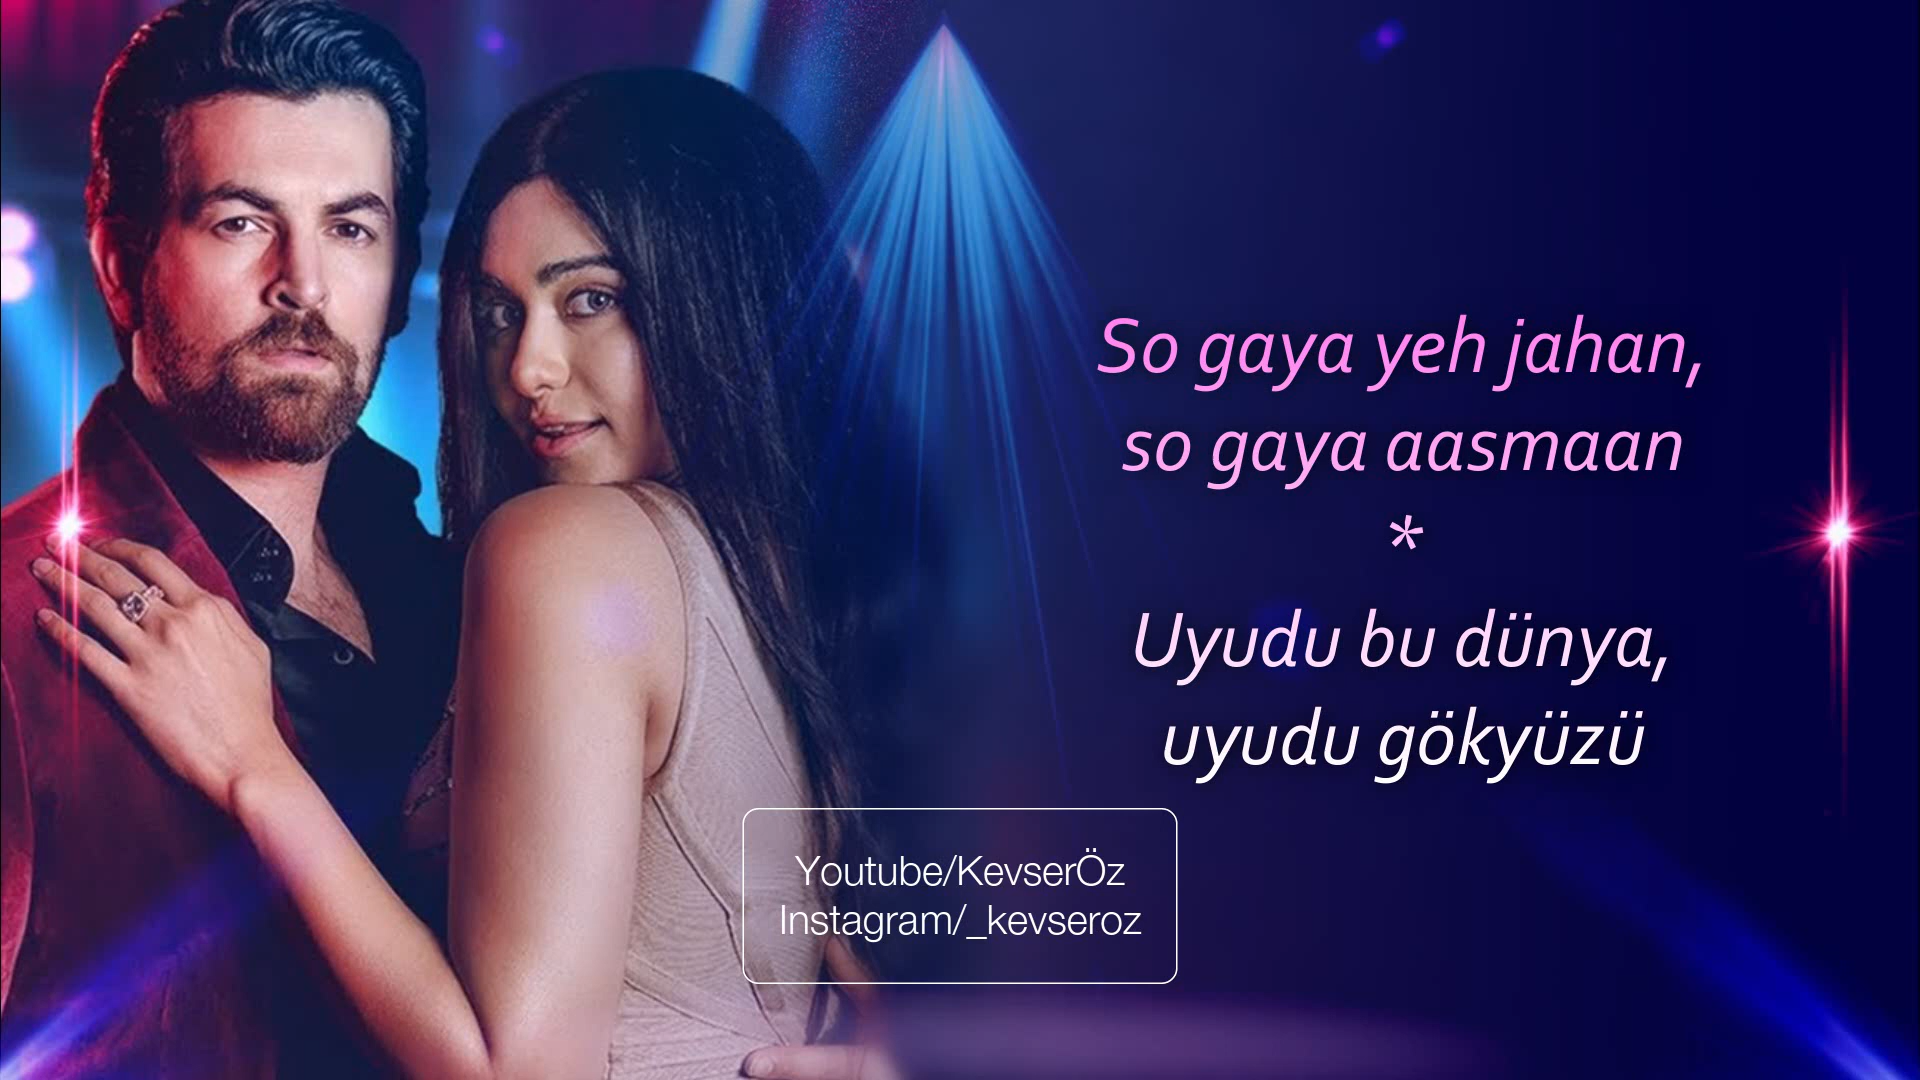 So gaya yeh jahan,
so gaya aasmaan
*
Uyudu bu dünya,
uyudu gökyüzü
Youtube/KevserÖz
Instagram/_kevseroz